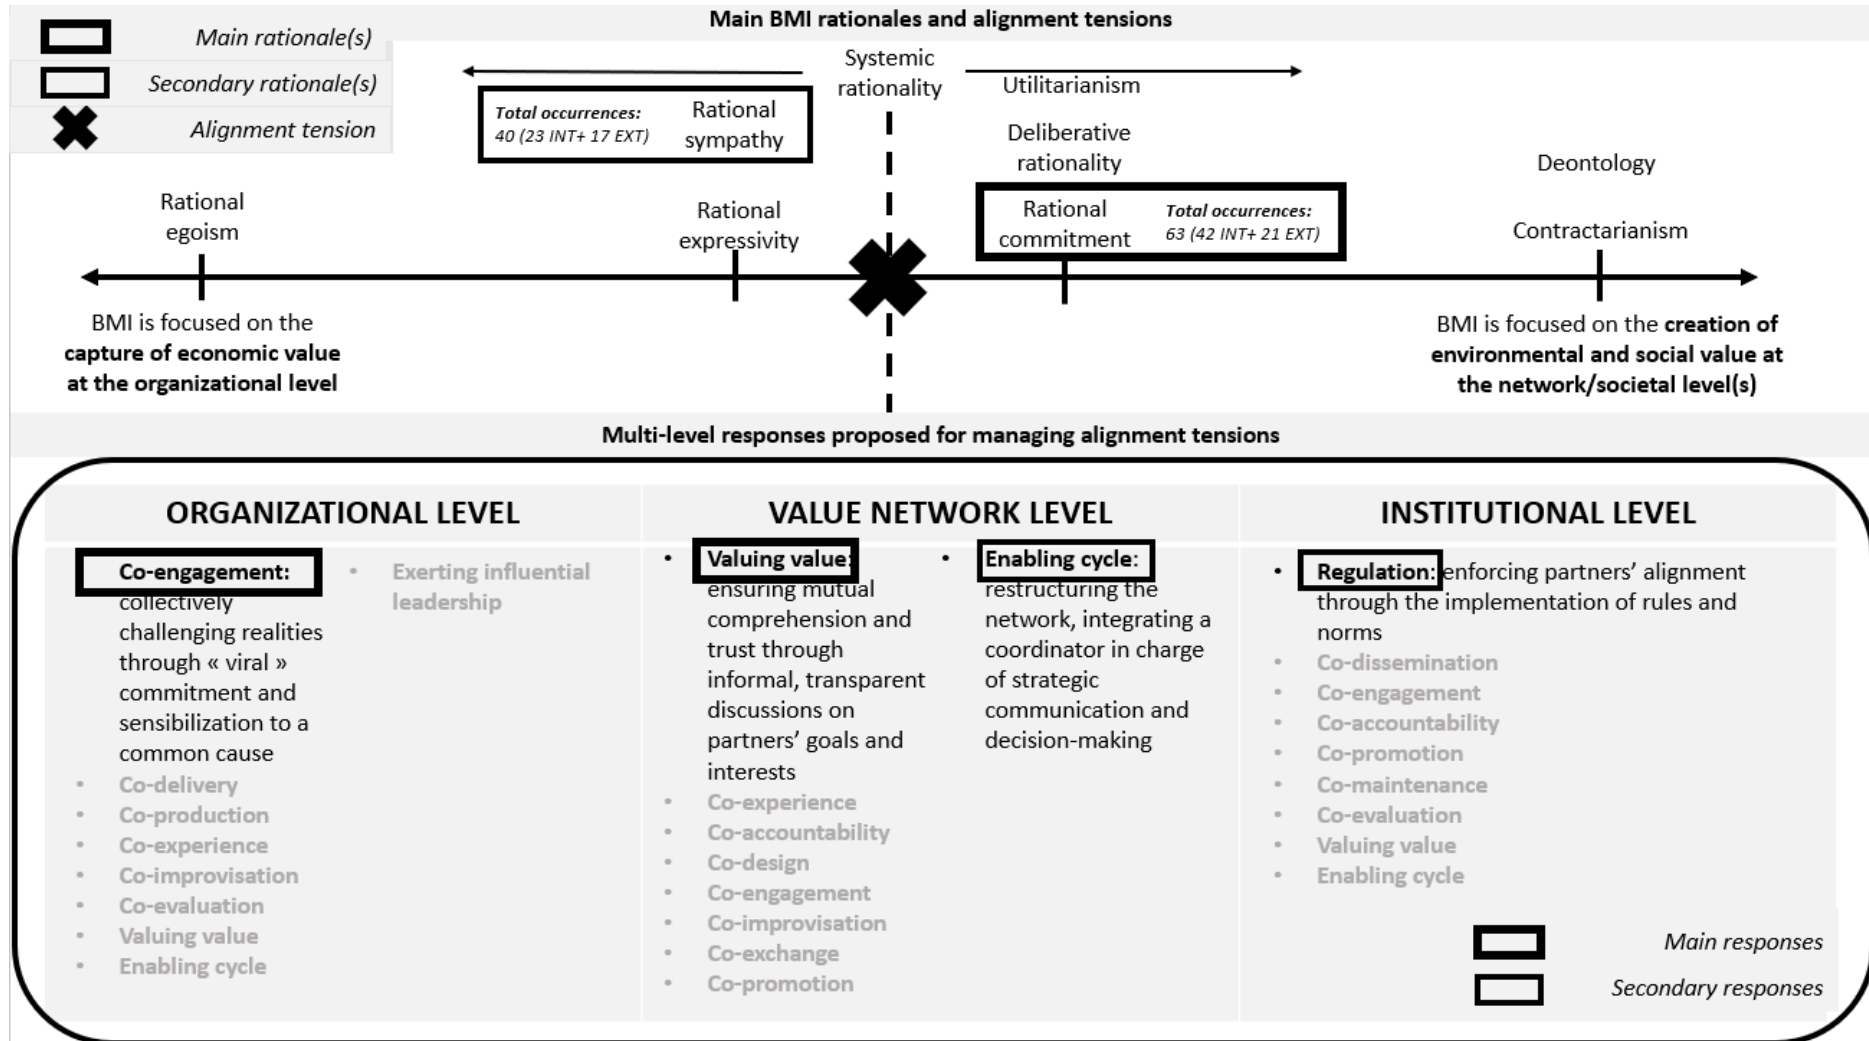 Main BMI rationales and alignment tensions
Main rationale(s)
Secondary rationale(s)
Alignment tension
Systemic
rationality
Utilitarianism
Total occurrences:
40 (23 INT+ 17 EXT)
Rational
sympathy
Deliberative
rationality
Deontology
Rational
egoism
Rational
expressivity
Rational
commitment
Total occurrences:
63 (42 INT+ 21 EXT)
Contractarianism
BMI is focused on the
capture of economic value
at the organizational level
BMI is focused on the creation of
environmental and social value at
the network/societal level(s)
Multi-level responses proposed for managing alignment tensions
ORGANIZATIONAL LEVEL
Co-engagement:
collectively
challenging realities
through « viral »
commitment and
sensibilization to a
common cause
• Co-delivery
• Co-production
• Co-experience
• Co-improvisation
• Co-evaluation
• Valuing value
• Enabling cycle
• Exerting influential
leadership
VALUE NETWORK LEVEL
• Valuing value:
ensuring mutual
comprehension and
trust through
informal, transparent
discussions on
partners’ goals and
interests
• Co-experience
• Co-accountability
• Co-design
• Co-engagement
• Co-improvisation
• Co-exchange
• Co-promotion
• Enabling cycle:
restructuring the
network, integrating a
coordinator in charge
of strategic
communication and
decision-making
INSTITUTIONAL LEVEL
• Regulation: enforcing partners’ alignment
through the implementation of rules and
norms
• Co-dissemination
• Co-engagement
• Co-accountability
• Co-promotion
• Co-maintenance
• Co-evaluation
• Valuing value
• Enabling cycle
Main responses
Secondary responses